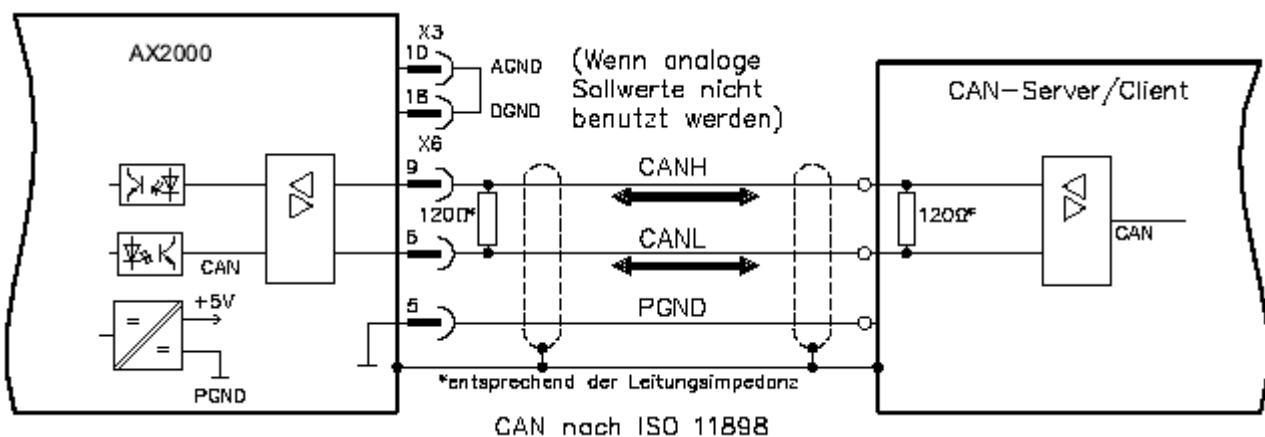 AX2000
X3
10
AGND
18
DGND
(Wenn analoge
Sollwerte nicht
benutzt werden)
X6
9
CANH
120Ω*
6
CANL
5
PGND
CAN
+5V
PGND
CAN-Server/Client
120Ω*
CAN
*entsprechend der Leitungsimpedanz
CAN nach ISO 11898